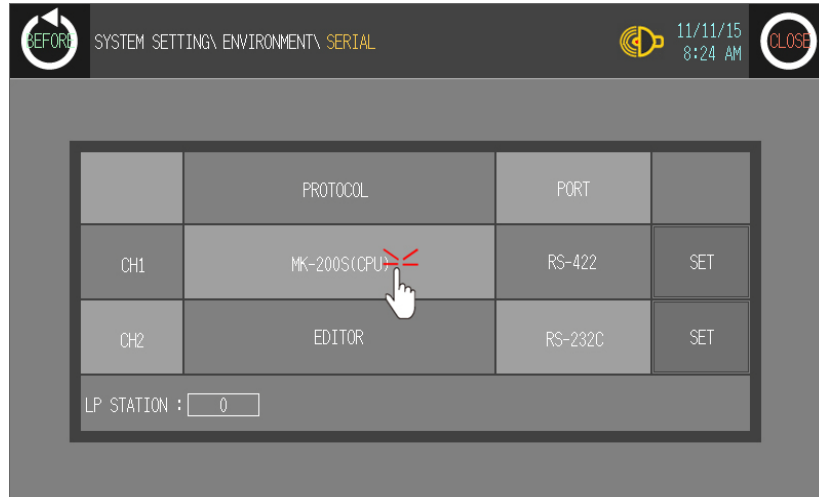 BEFORE
SYSTEM SETTING\ ENVIRONMENT\ SERIAL
11/11/15
8:24 AM
CLOSE
PROTOCOL PORT
CH1 MK-200S(CPU) RS-422 SET
CH2 EDITOR RS-232C SET
LP STATION : 0